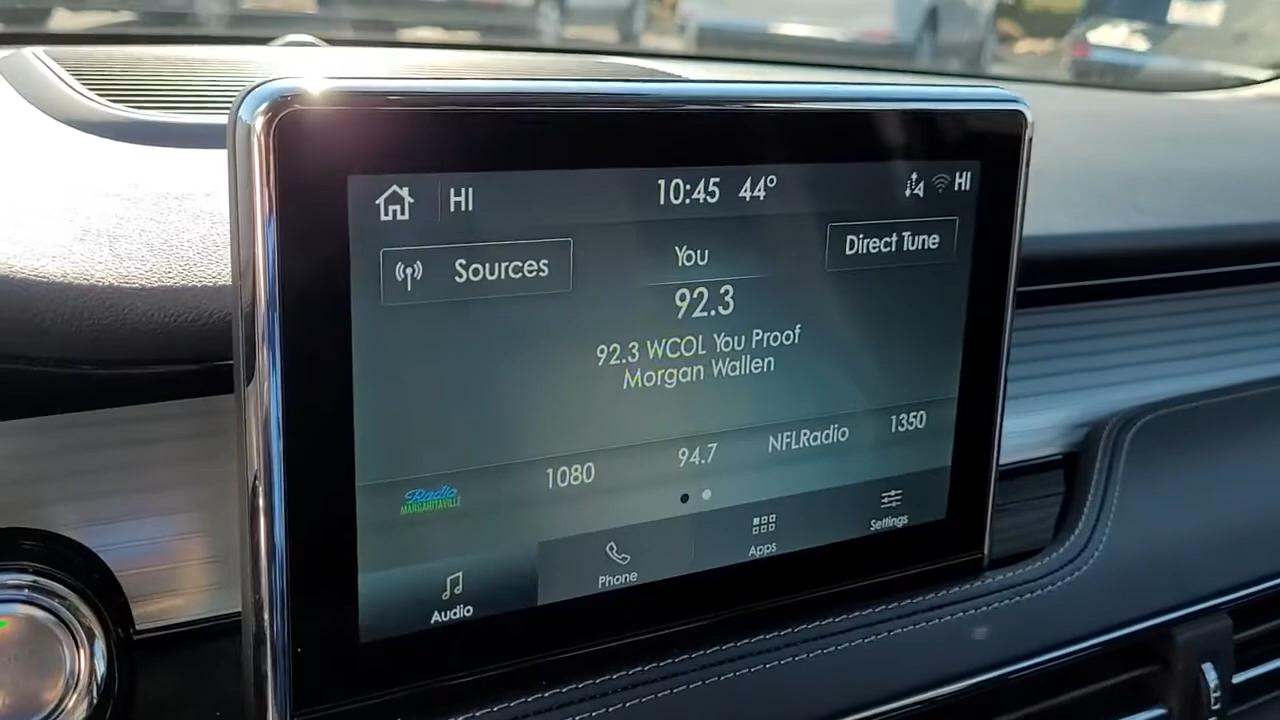 HI
10:45 44°
HI
Sources
You
Direct Tune
92.3
92.3 WCOL You Proof
Morgan Wallen
Radio
MARGARITAVILLE
1080
94.7
NFLRadio
1350
Audio
Phone
Apps
Settings